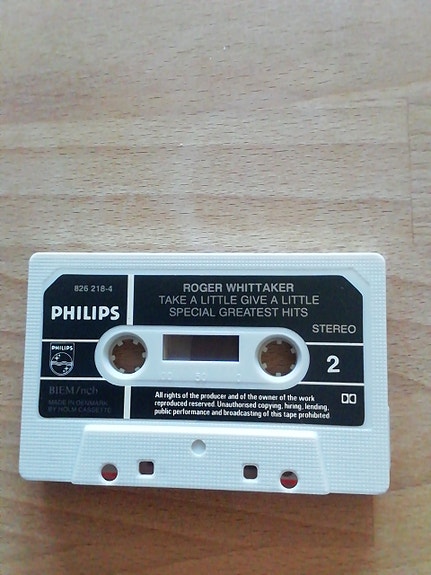 826 218-4
ROGER WHITTAKER
TAKE A LITTLE GIVE A LITTLE
SPECIAL GREATEST HITS
PHILIPS
STEREO
PHILIPS
2
BIEM/ncb
MADE IN DENMARK
BY HOLM CASSETTE
All rights of the producer and of the owner of the work
reproduced reserved. Unauthorised copying, hiring, lending,
public performance and broadcasting of this tape prohibited